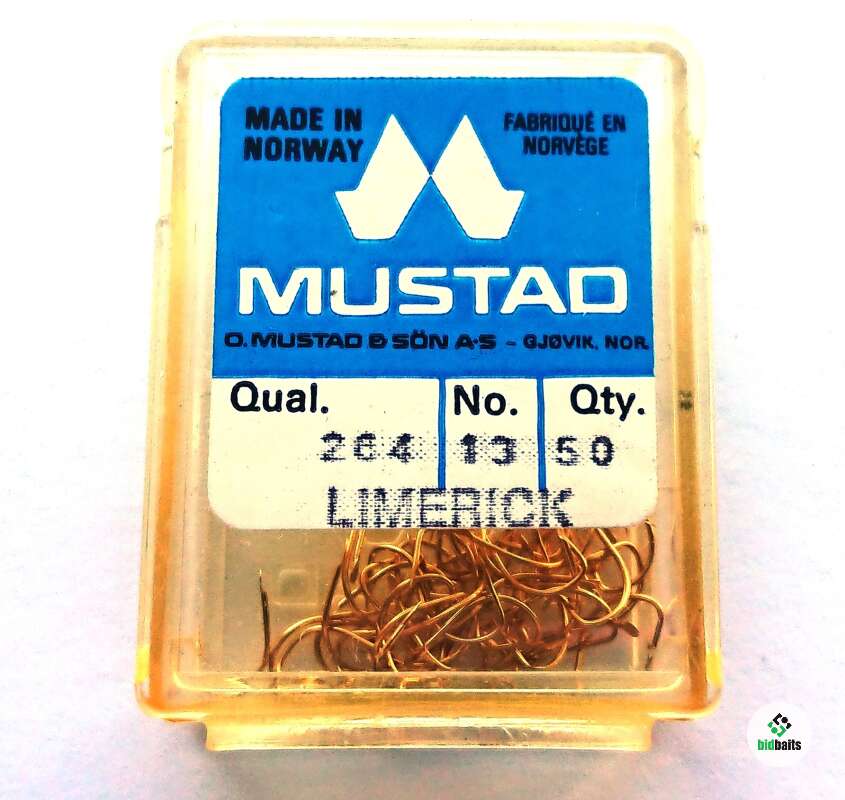 MADE IN
NORWAY
FABRIQUÉ EN
NORVÈGE
MUSTAD
O. MUSTAD & SÖN A·S – GJØVIK, NOR.
Qual. No. Qty.
264 13 50
LIMERICK
bidbaits